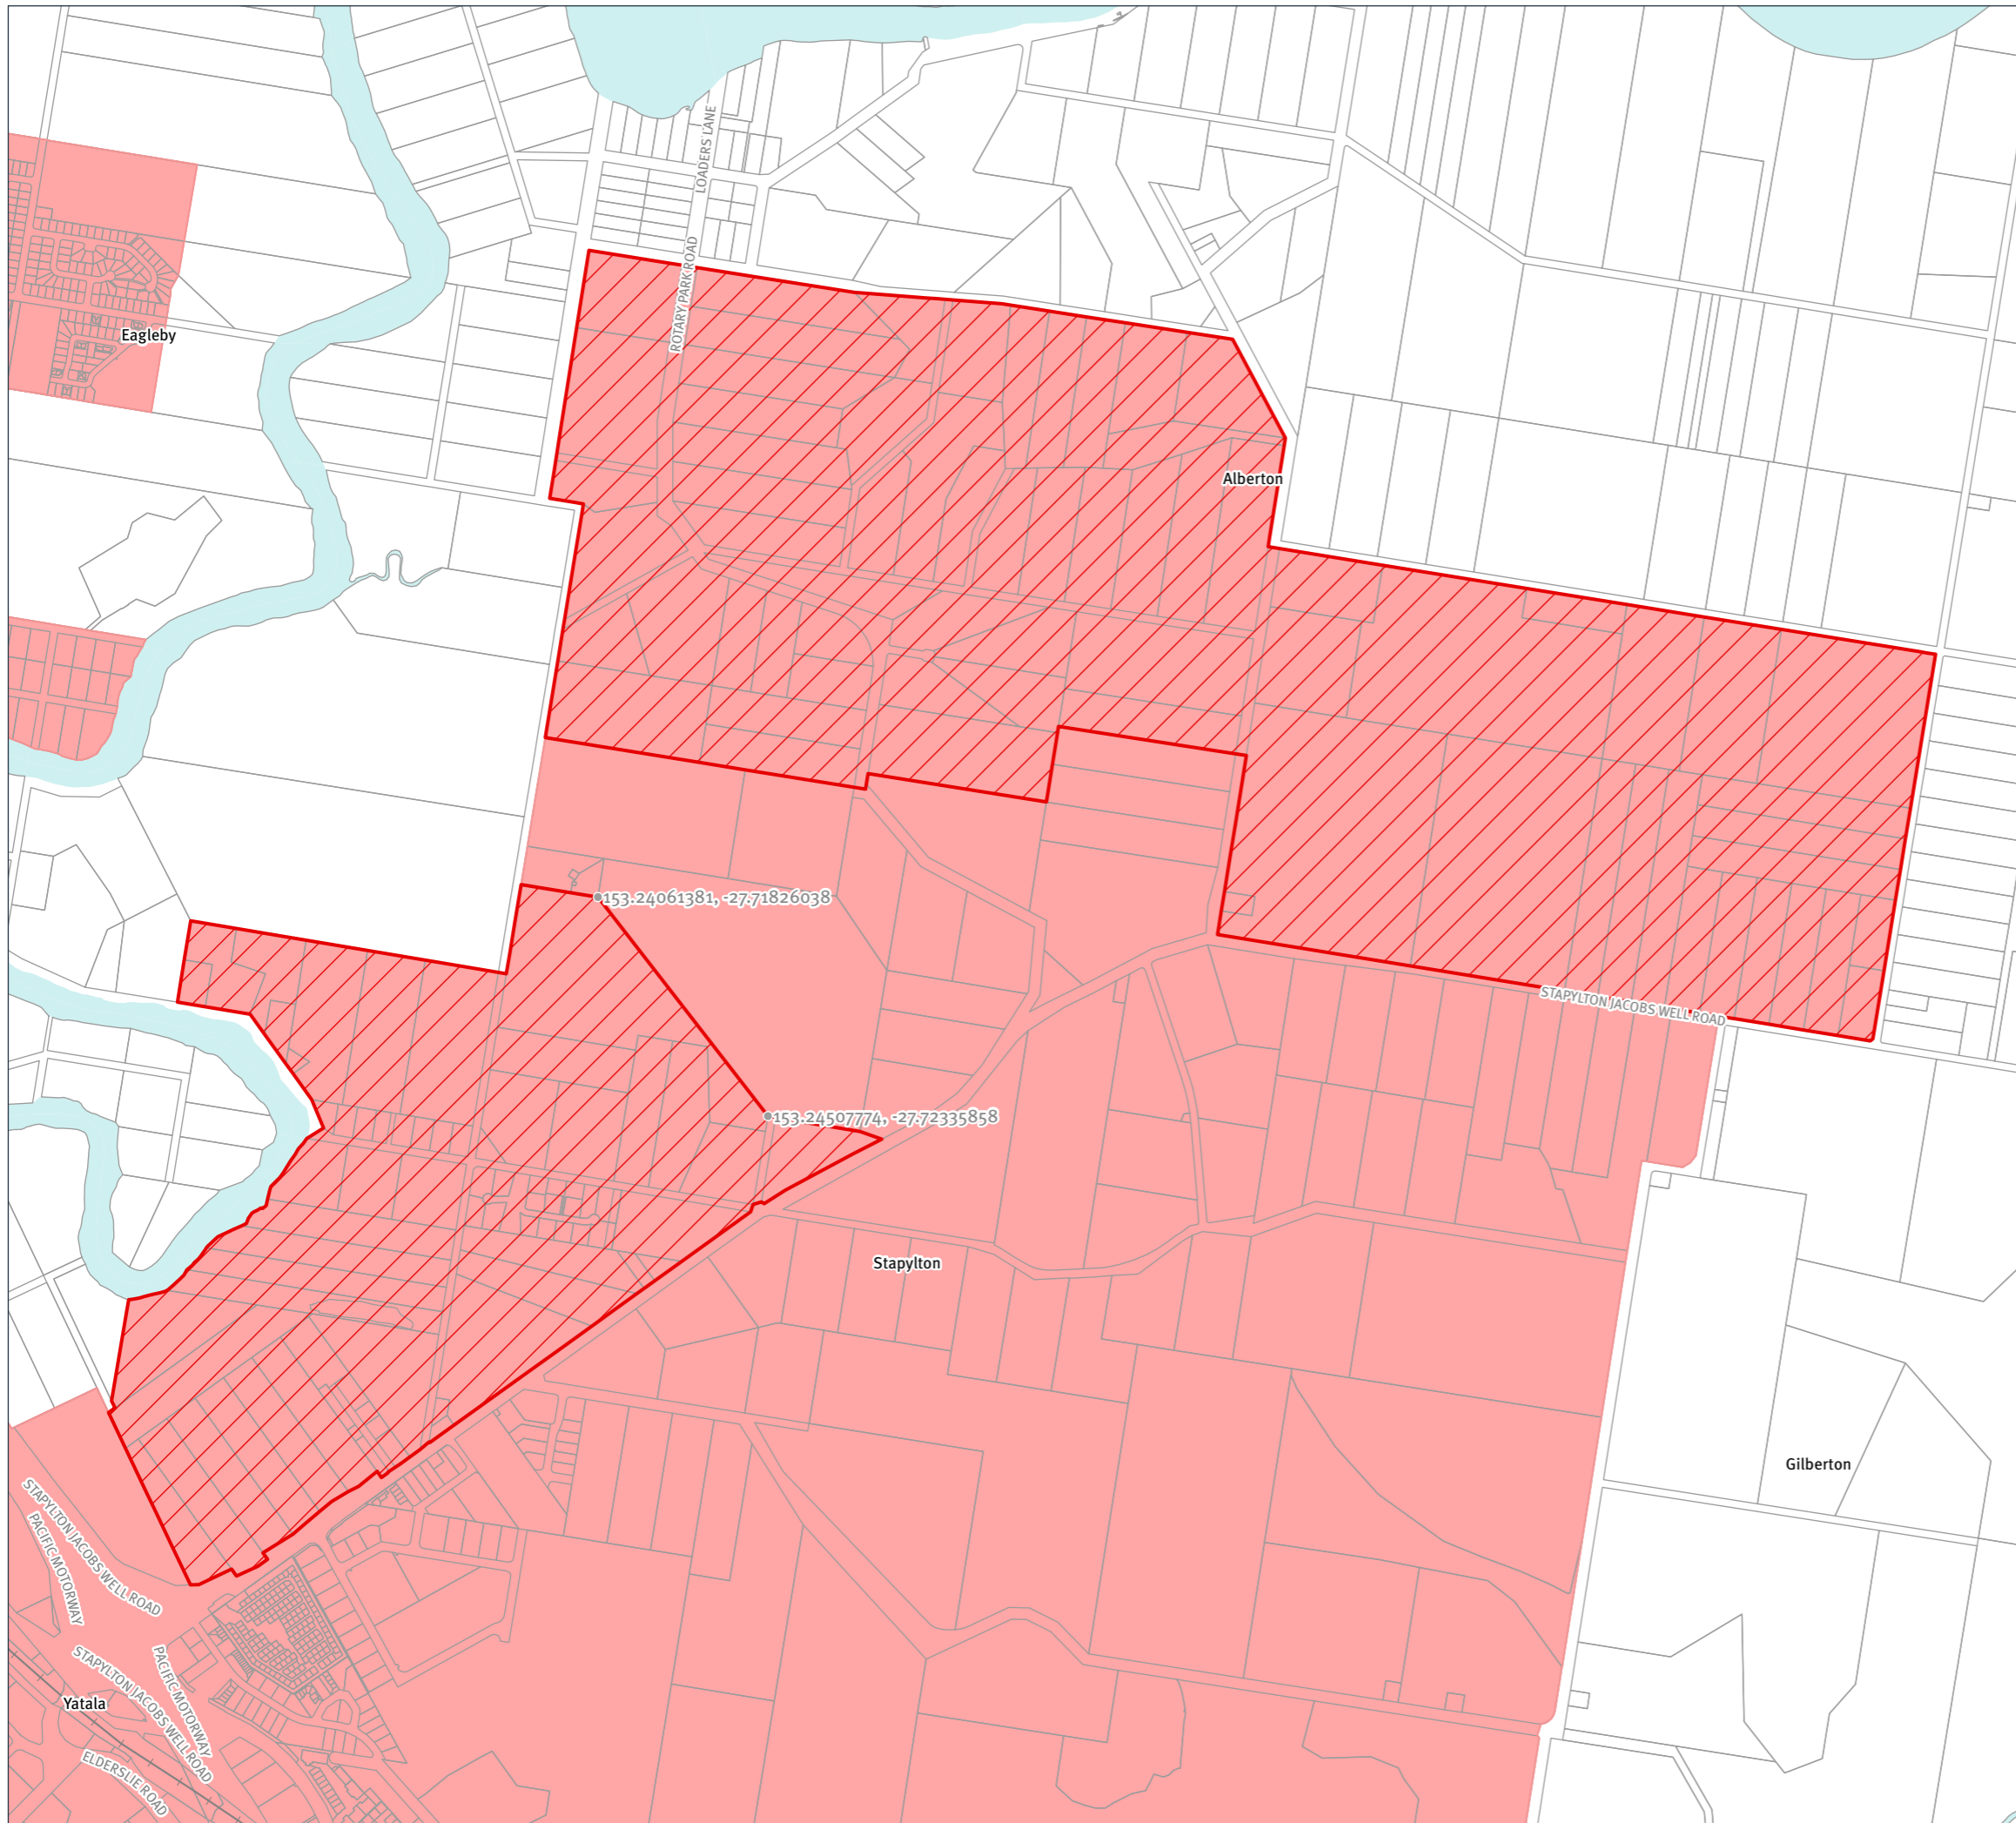 LOADERS LANE
ROTARY PARK ROAD
Eagleby
Alberton
153.24061381, -27.71826038
STAPYLTON JACOBS WELL ROAD
153.24507774, -27.72335858
Stapylton
Gilberton
STAPYLTON JACOBS WELL ROAD
PACIFIC MOTORWAY
STAPYLTON JACOBS WELL ROAD
PACIFIC MOTORWAY
Yatala
ELDERSLIE ROAD